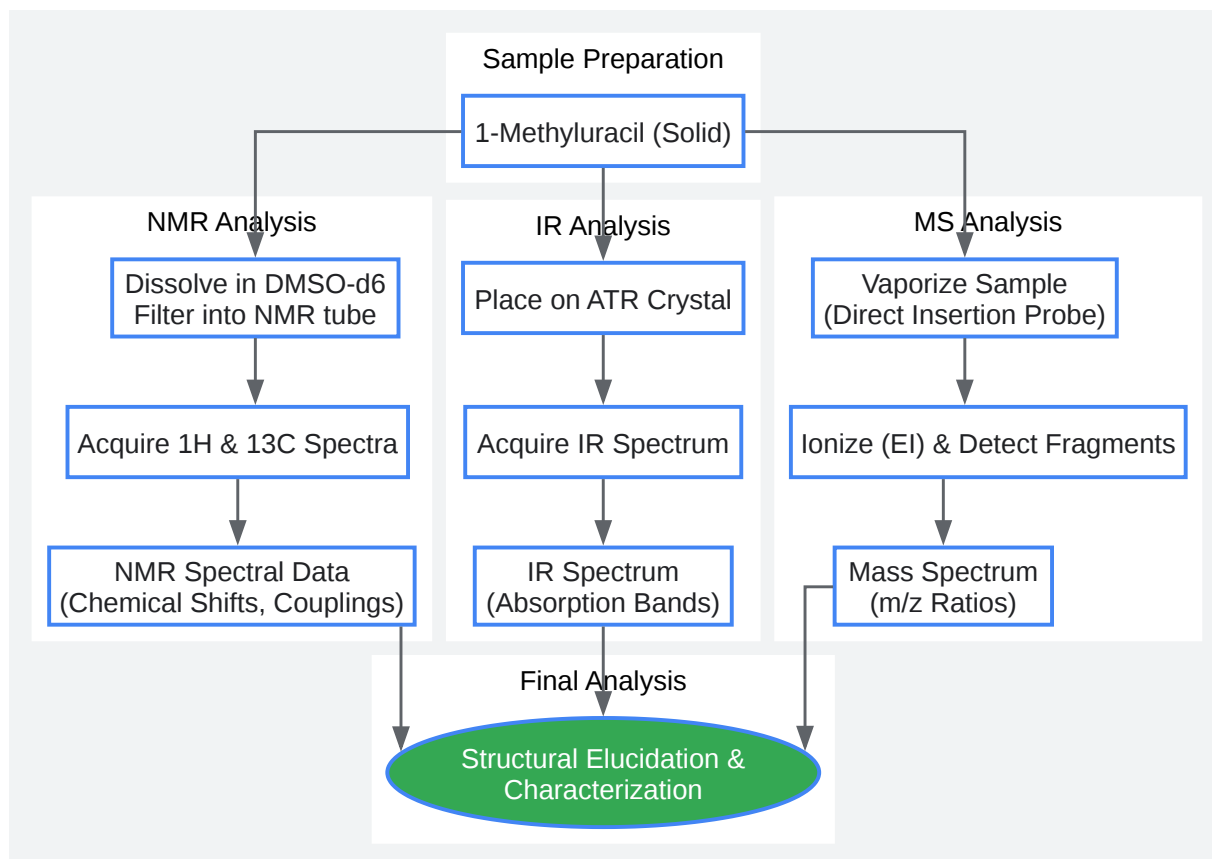 Sample Preparation
1-Methyluracil (Solid)
NMR Analysis
Dissolve in DMSO-d6
Filter into NMR tube
Acquire 1H & 13C Spectra
NMR Spectral Data
(Chemical Shifts, Couplings)
IR Analysis
Place on ATR Crystal
Acquire IR Spectrum
IR Spectrum
(Absorption Bands)
MS Analysis
Vaporize Sample
(Direct Insertion Probe)
Ionize (EI) & Detect Fragments
Mass Spectrum
(m/z Ratios)
Final Analysis
Structural Elucidation &
Characterization